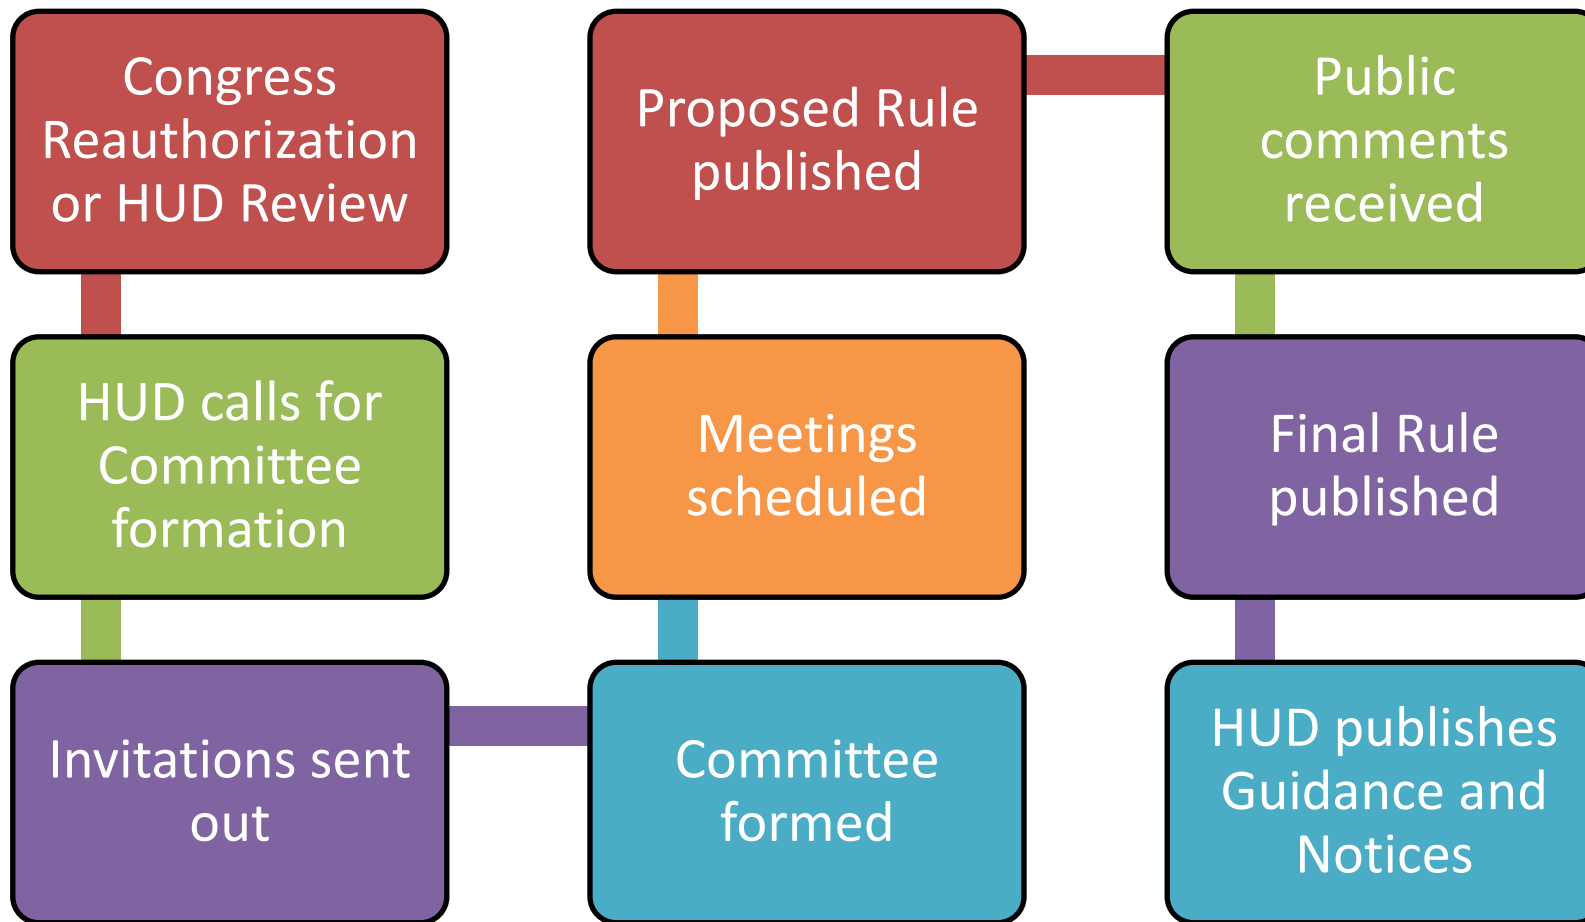 Congress
Reauthorization
or HUD Review
HUD calls for
Committee
formation
Invitations sent
out
Committee
formed
Meetings
scheduled
Proposed Rule
published
Public
comments
received
Final Rule
published
HUD publishes
Guidance and
Notices